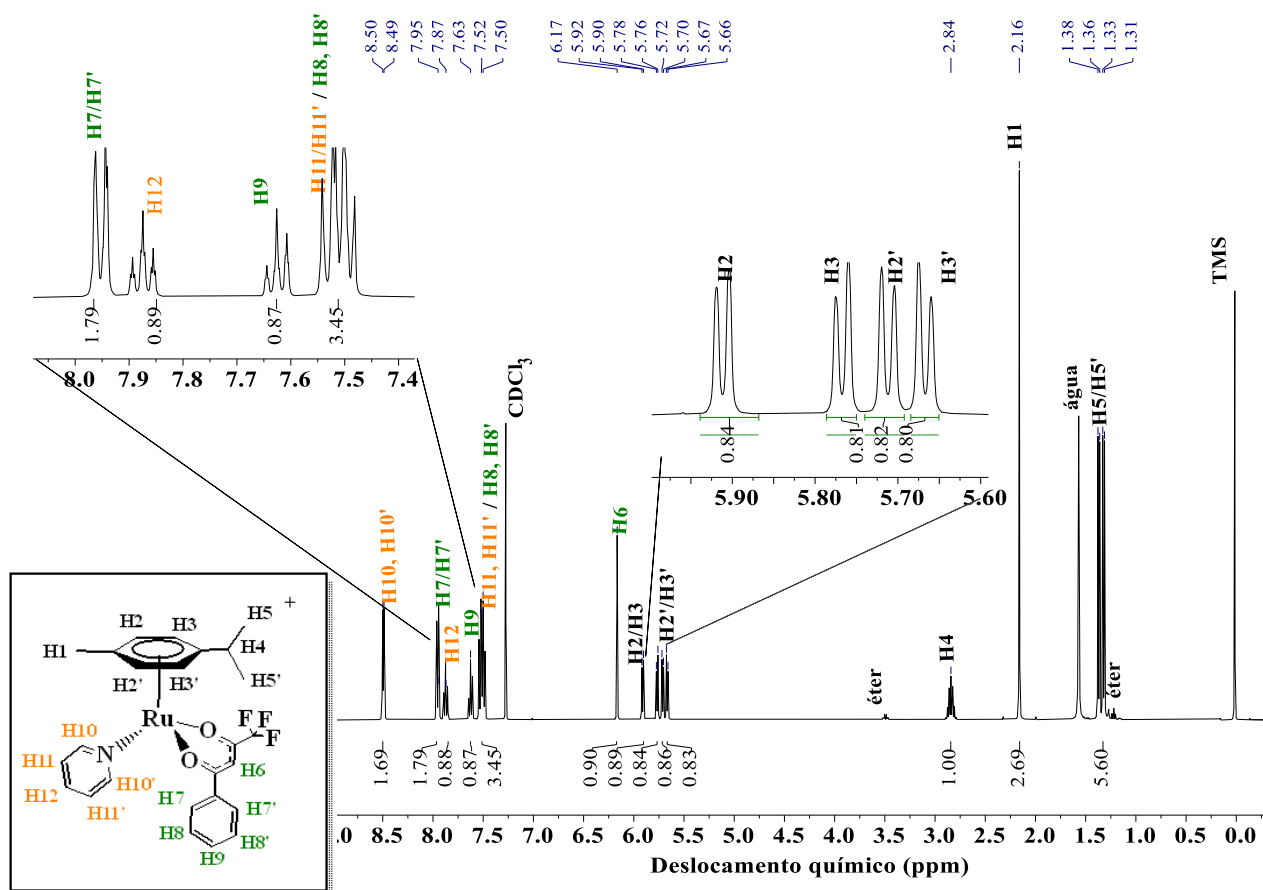 8.50 8.49 7.95 7.87 7.63 7.52 7.50 6.17 5.92 5.90 5.78 5.76 5.72 5.70 5.67 5.66 2.84 2.16 1.38 1.36 1.33 1.31
H7/H7' H12 H9 H11/H11' / H8, H8'
1.79 0.89 0.87 3.45
8.0 7.9 7.8 7.7 7.6 7.5 7.4
H2 H3 H2' H3'
0.84 0.81 0.82 0.80
5.90 5.80 5.70 5.60
H10, H10' H7/H7' H12 H9 H11, H11' / H8, H8' CDCl3 H6 H2/H3 H2'/H3' éter H4 H1 água H5/H5' éter TMS
1.69 1.79 0.88 0.87 3.45 0.90 0.89 0.84 0.86 0.83 1.00 2.69 5.60
.0 8.5 8.0 7.5 7.0 6.5 6.0 5.5 5.0 4.5 4.0 3.5 3.0 2.5 2.0 1.5 1.0 0.5 0.0
Deslocamento químico (ppm)
+
H2 H3 H5
H1 H4
H2' H3' H5'
Ru O F F F
H10 N O
H11 H10' H6
H12 H11' H7 H7'
H8 H8'
H9